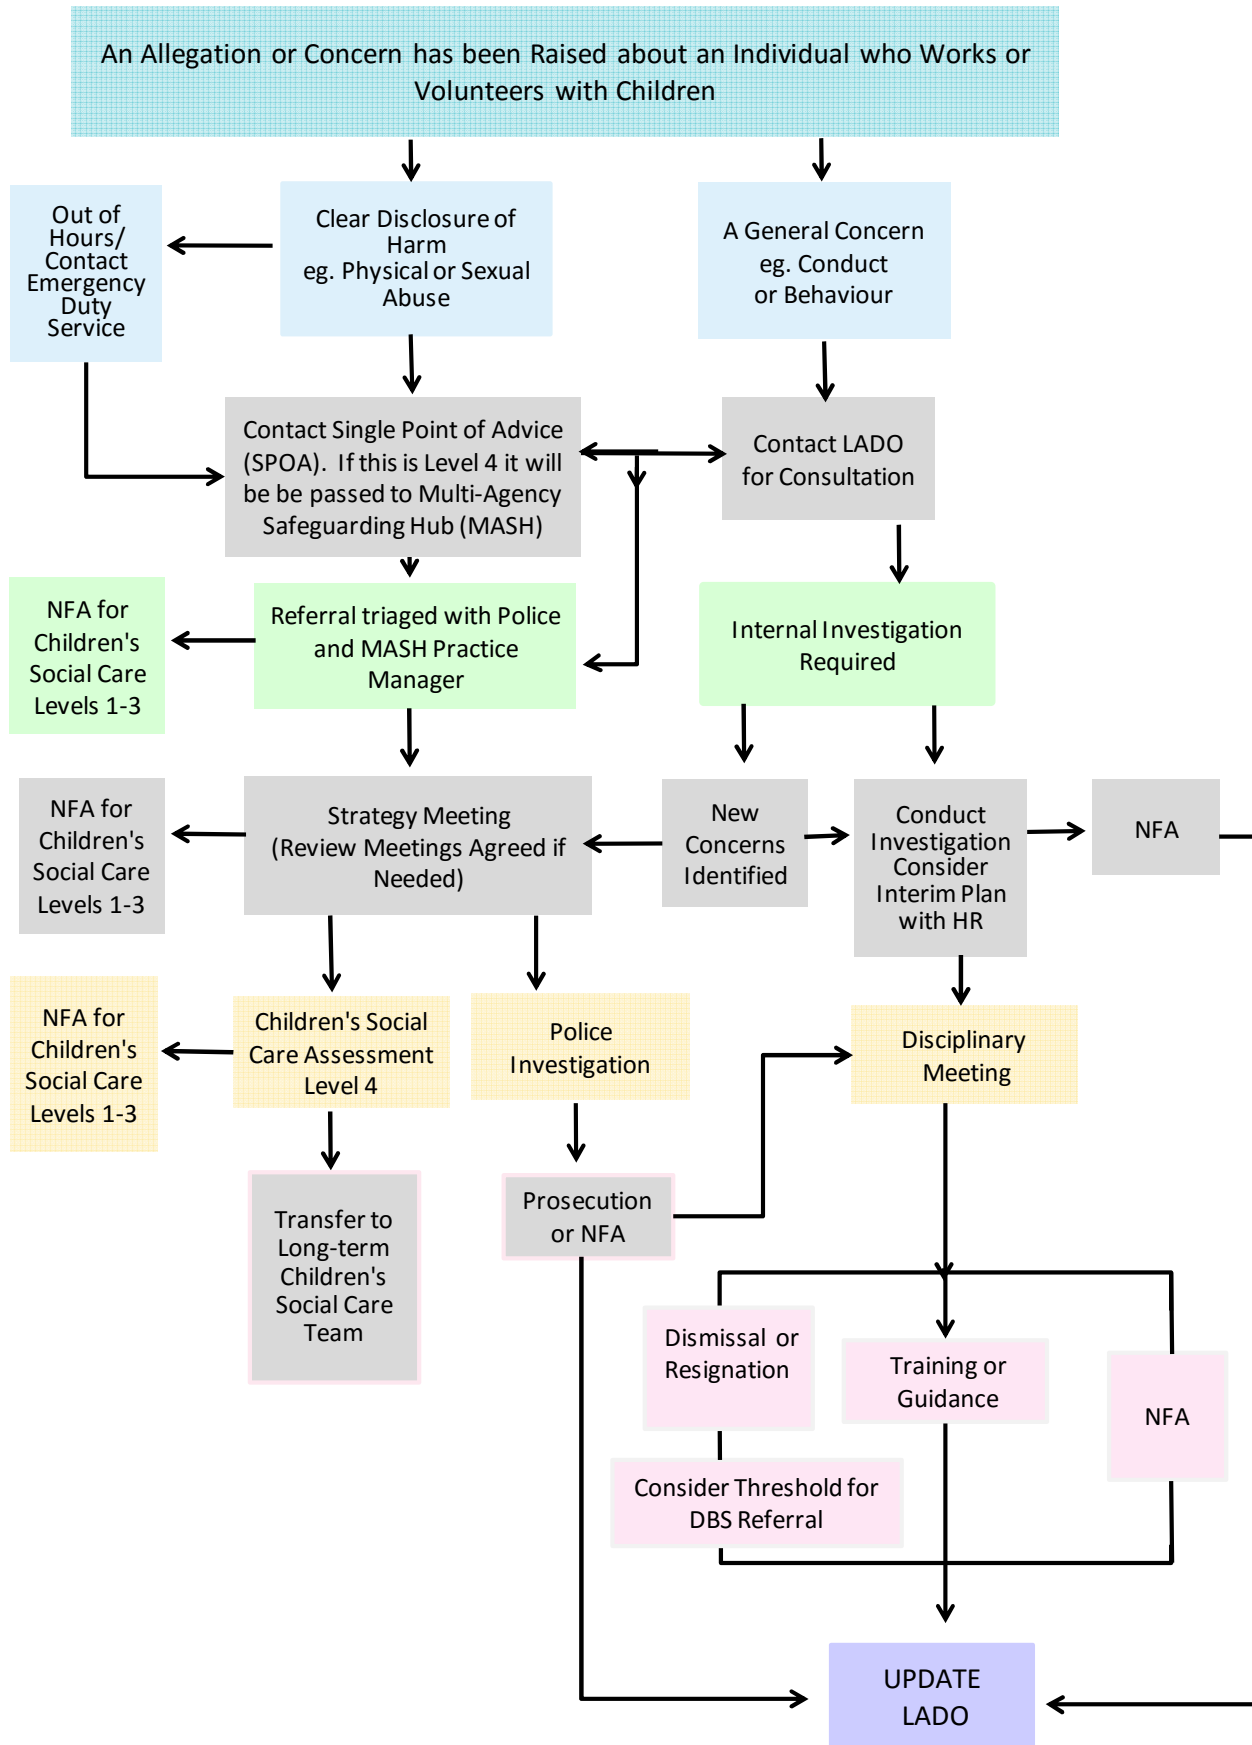 An Allegation or Concern has been Raised about an Individual who Works or
Volunteers with Children
Out of
Hours/
Contact
Emergency
Duty
Service
Clear Disclosure of
Harm
eg. Physical or Sexual
Abuse
A General Concern
eg. Conduct
or Behaviour
Contact Single Point of Advice
(SPOA). If this is Level 4 it will
be be passed to Multi-Agency
Safeguarding Hub (MASH)
Contact LADO
for Consultation
NFA for
Children's
Social Care
Levels 1-3
Referral triaged with Police
and MASH Practice
Manager
Internal Investigation
Required
NFA for
Children's
Social Care
Levels 1-3
Strategy Meeting
(Review Meetings Agreed if
Needed)
New
Concerns
Identified
Conduct
Investigation
Consider
Interim Plan
with HR
NFA
NFA for
Children's
Social Care
Levels 1-3
Children's Social
Care Assessment
Level 4
Police
Investigation
Disciplinary
Meeting
Transfer to
Long-term
Children's
Social Care
Team
Prosecution
or NFA
Dismissal or
Resignation
Training or
Guidance
NFA
Consider Threshold for
DBS Referral
UPDATE
LADO